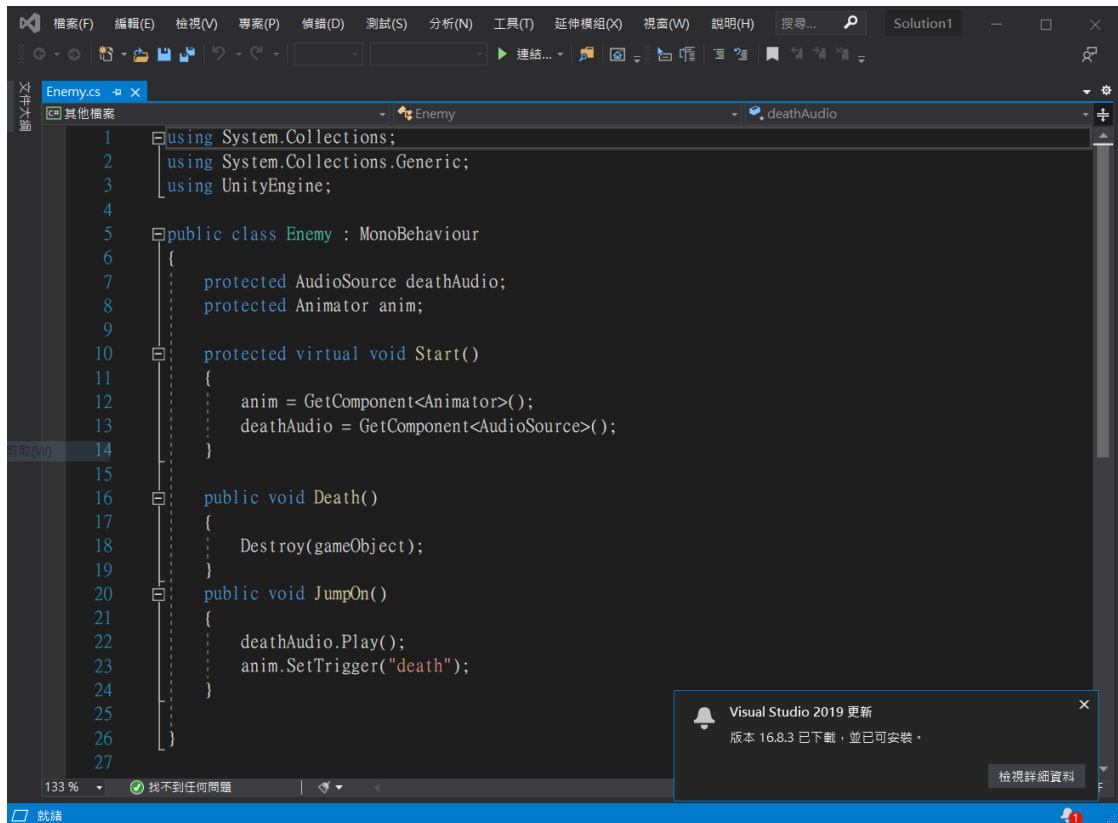 檔案(F) 編輯(E) 檢視(V) 專案(P) 偵錯(D) 測試(S) 分析(N) 工具(T) 延伸模組(X) 視窗(W) 說明(H) 搜尋... Solution1
連結...
文件大綱
Enemy.cs
C# 其他檔案 Enemy deathAudio
1 using System.Collections;
2 using System.Collections.Generic;
3 using UnityEngine;
4
5 public class Enemy : MonoBehaviour
6 {
7 protected AudioSource deathAudio;
8 protected Animator anim;
9
10 protected virtual void Start()
11 {
12 anim = GetComponent<Animator>();
13 deathAudio = GetComponent<AudioSource>();
剪取(W)
14 }
15
16 public void Death()
17 {
18 Destroy(gameObject);
19 }
20 public void JumpOn()
21 {
22 deathAudio.Play();
23 anim.SetTrigger("death");
24 }
25
26 }
27
Visual Studio 2019 更新
版本 16.8.3 已下載，並已可安裝。
檢視詳細資料
133 % 找不到任何問題
就緒 1